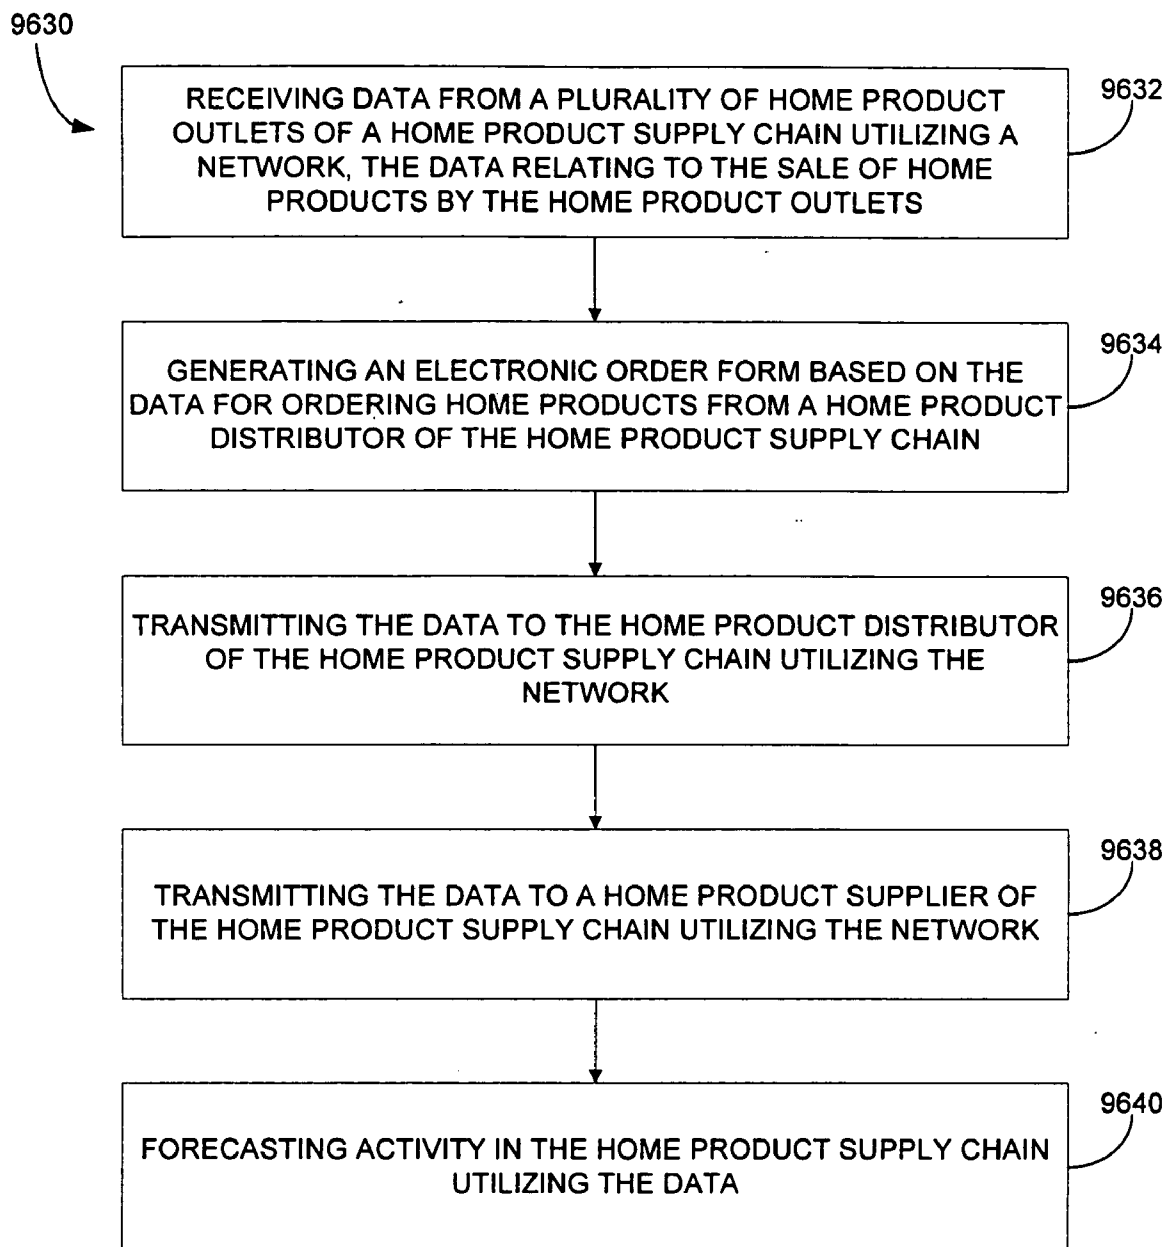 9630
RECEIVING DATA FROM A PLURALITY OF HOME PRODUCT
OUTLETS OF A HOME PRODUCT SUPPLY CHAIN UTILIZING A
NETWORK, THE DATA RELATING TO THE SALE OF HOME
PRODUCTS BY THE HOME PRODUCT OUTLETS
9632
GENERATING AN ELECTRONIC ORDER FORM BASED ON THE
DATA FOR ORDERING HOME PRODUCTS FROM A HOME PRODUCT
DISTRIBUTOR OF THE HOME PRODUCT SUPPLY CHAIN
9634
TRANSMITTING THE DATA TO THE HOME PRODUCT DISTRIBUTOR
OF THE HOME PRODUCT SUPPLY CHAIN UTILIZING THE
NETWORK
9636
TRANSMITTING THE DATA TO A HOME PRODUCT SUPPLIER OF
THE HOME PRODUCT SUPPLY CHAIN UTILIZING THE NETWORK
9638
FORECASTING ACTIVITY IN THE HOME PRODUCT SUPPLY CHAIN
UTILIZING THE DATA
9640